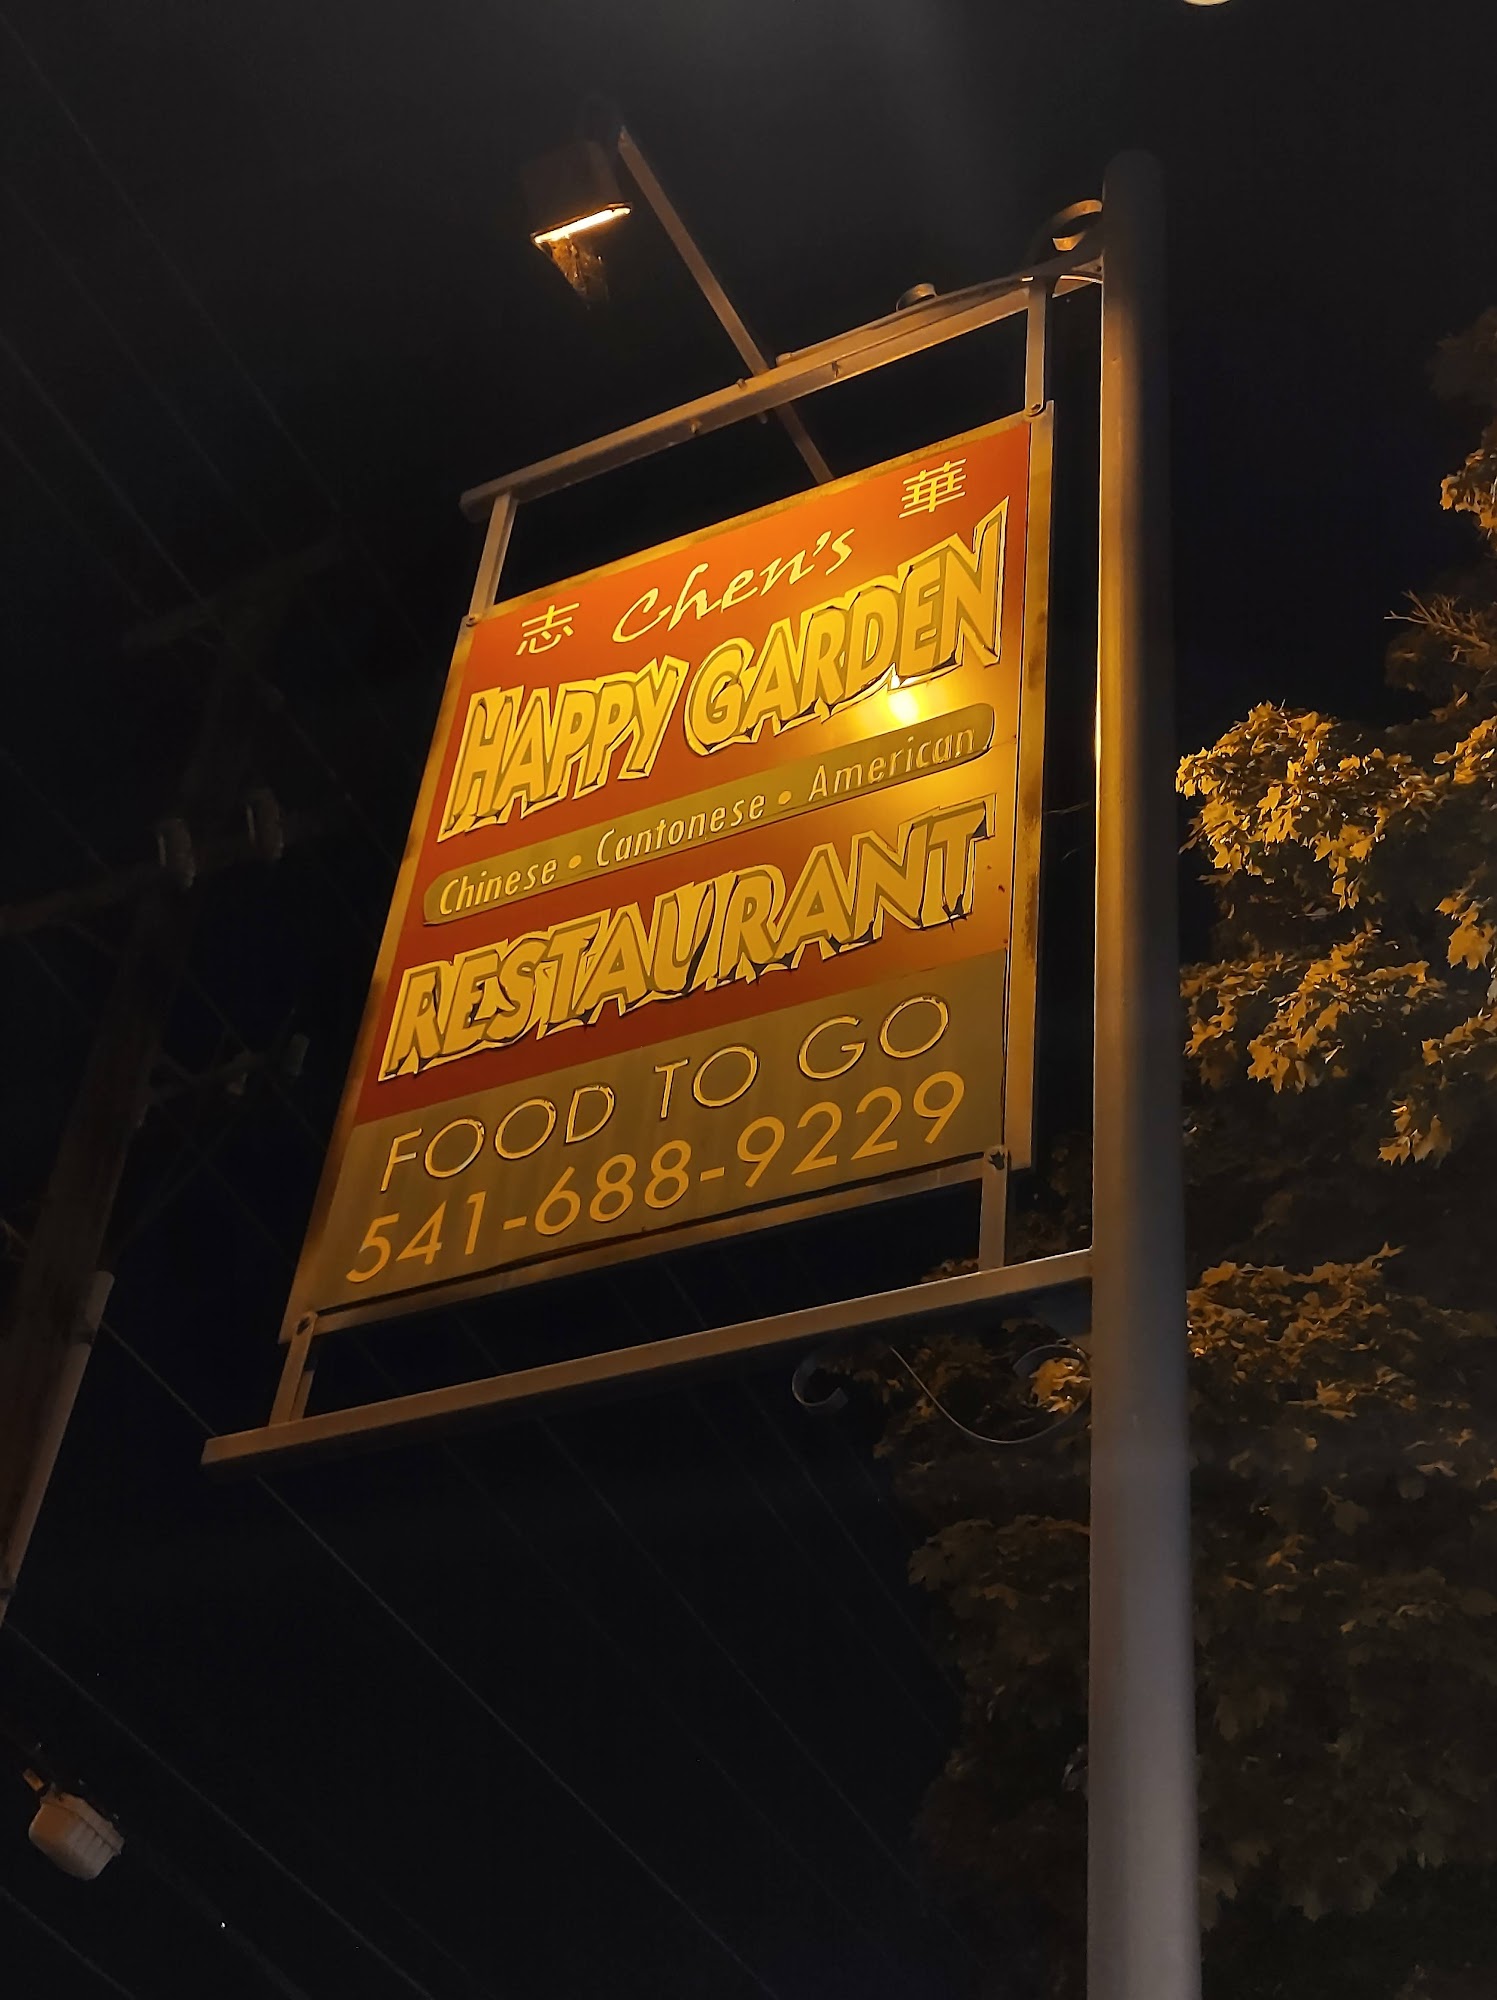 志 Chen's 華
HAPPY GARDEN
Chinese • Cantonese • American
RESTAURANT
FOOD TO GO
541-688-9229